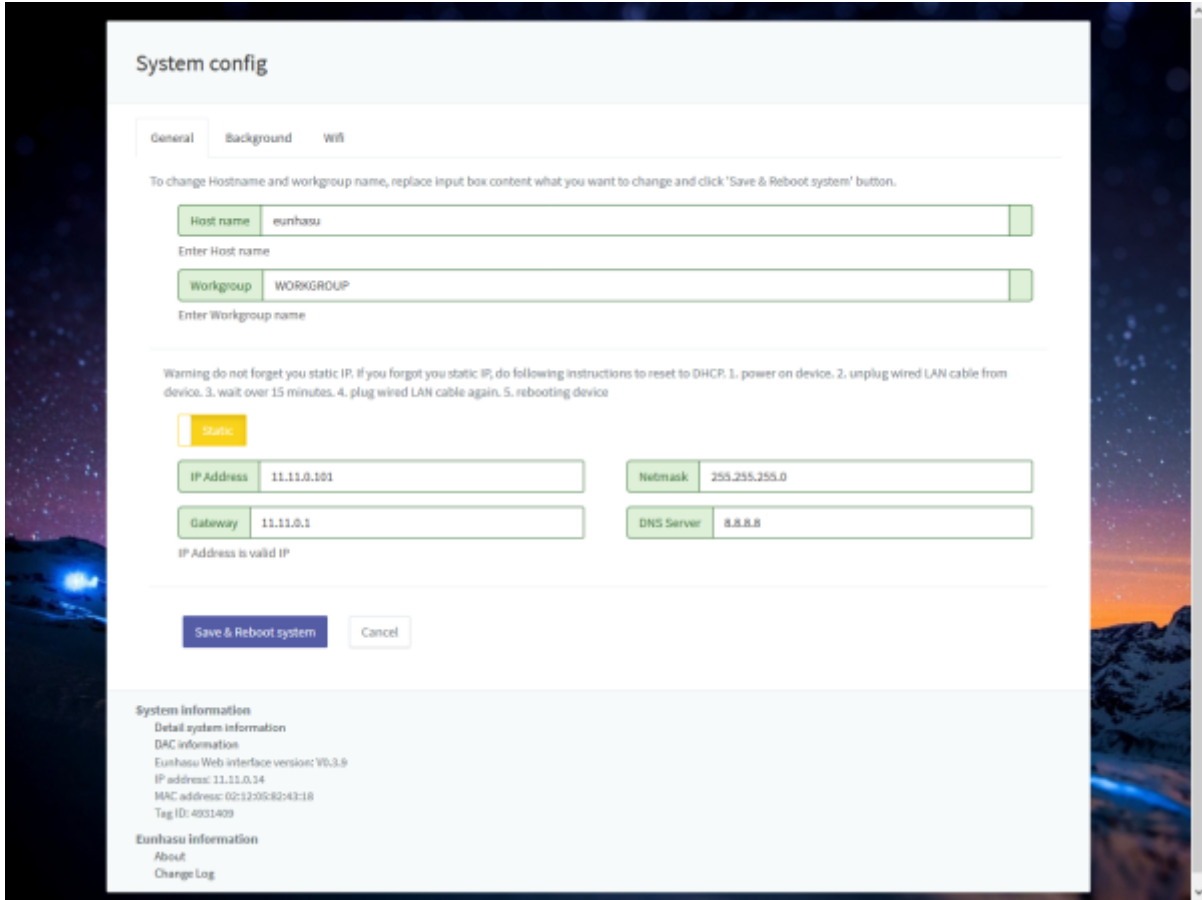 System config
General Background Wifi
To change Hostname and workgroup name, replace input box content what you want to change and click 'Save & Reboot system' button.
Host name eunhasu
Enter Host name
Workgroup WORKGROUP
Enter Workgroup name
Warning do not forget you static IP. If you forgot you static IP, do following instructions to reset to DHCP. 1. power on device. 2. unplug wired LAN cable from
device. 3. wait over 15 minutes. 4. plug wired LAN cable again. 5. rebooting device
Static
IP Address 11.11.0.101 Netmask 255.255.255.0
Gateway 11.11.0.1 DNS Server 8.8.8.8
IP Address is valid IP
Save & Reboot system Cancel
System information
Detail system information
DAC information
Eunhasu Web interface version: V0.3.9
IP address: 11.11.0.14
MAC address: 02:12:05:82:43:18
Tag ID: 4931409
Eunhasu information
About
Change Log